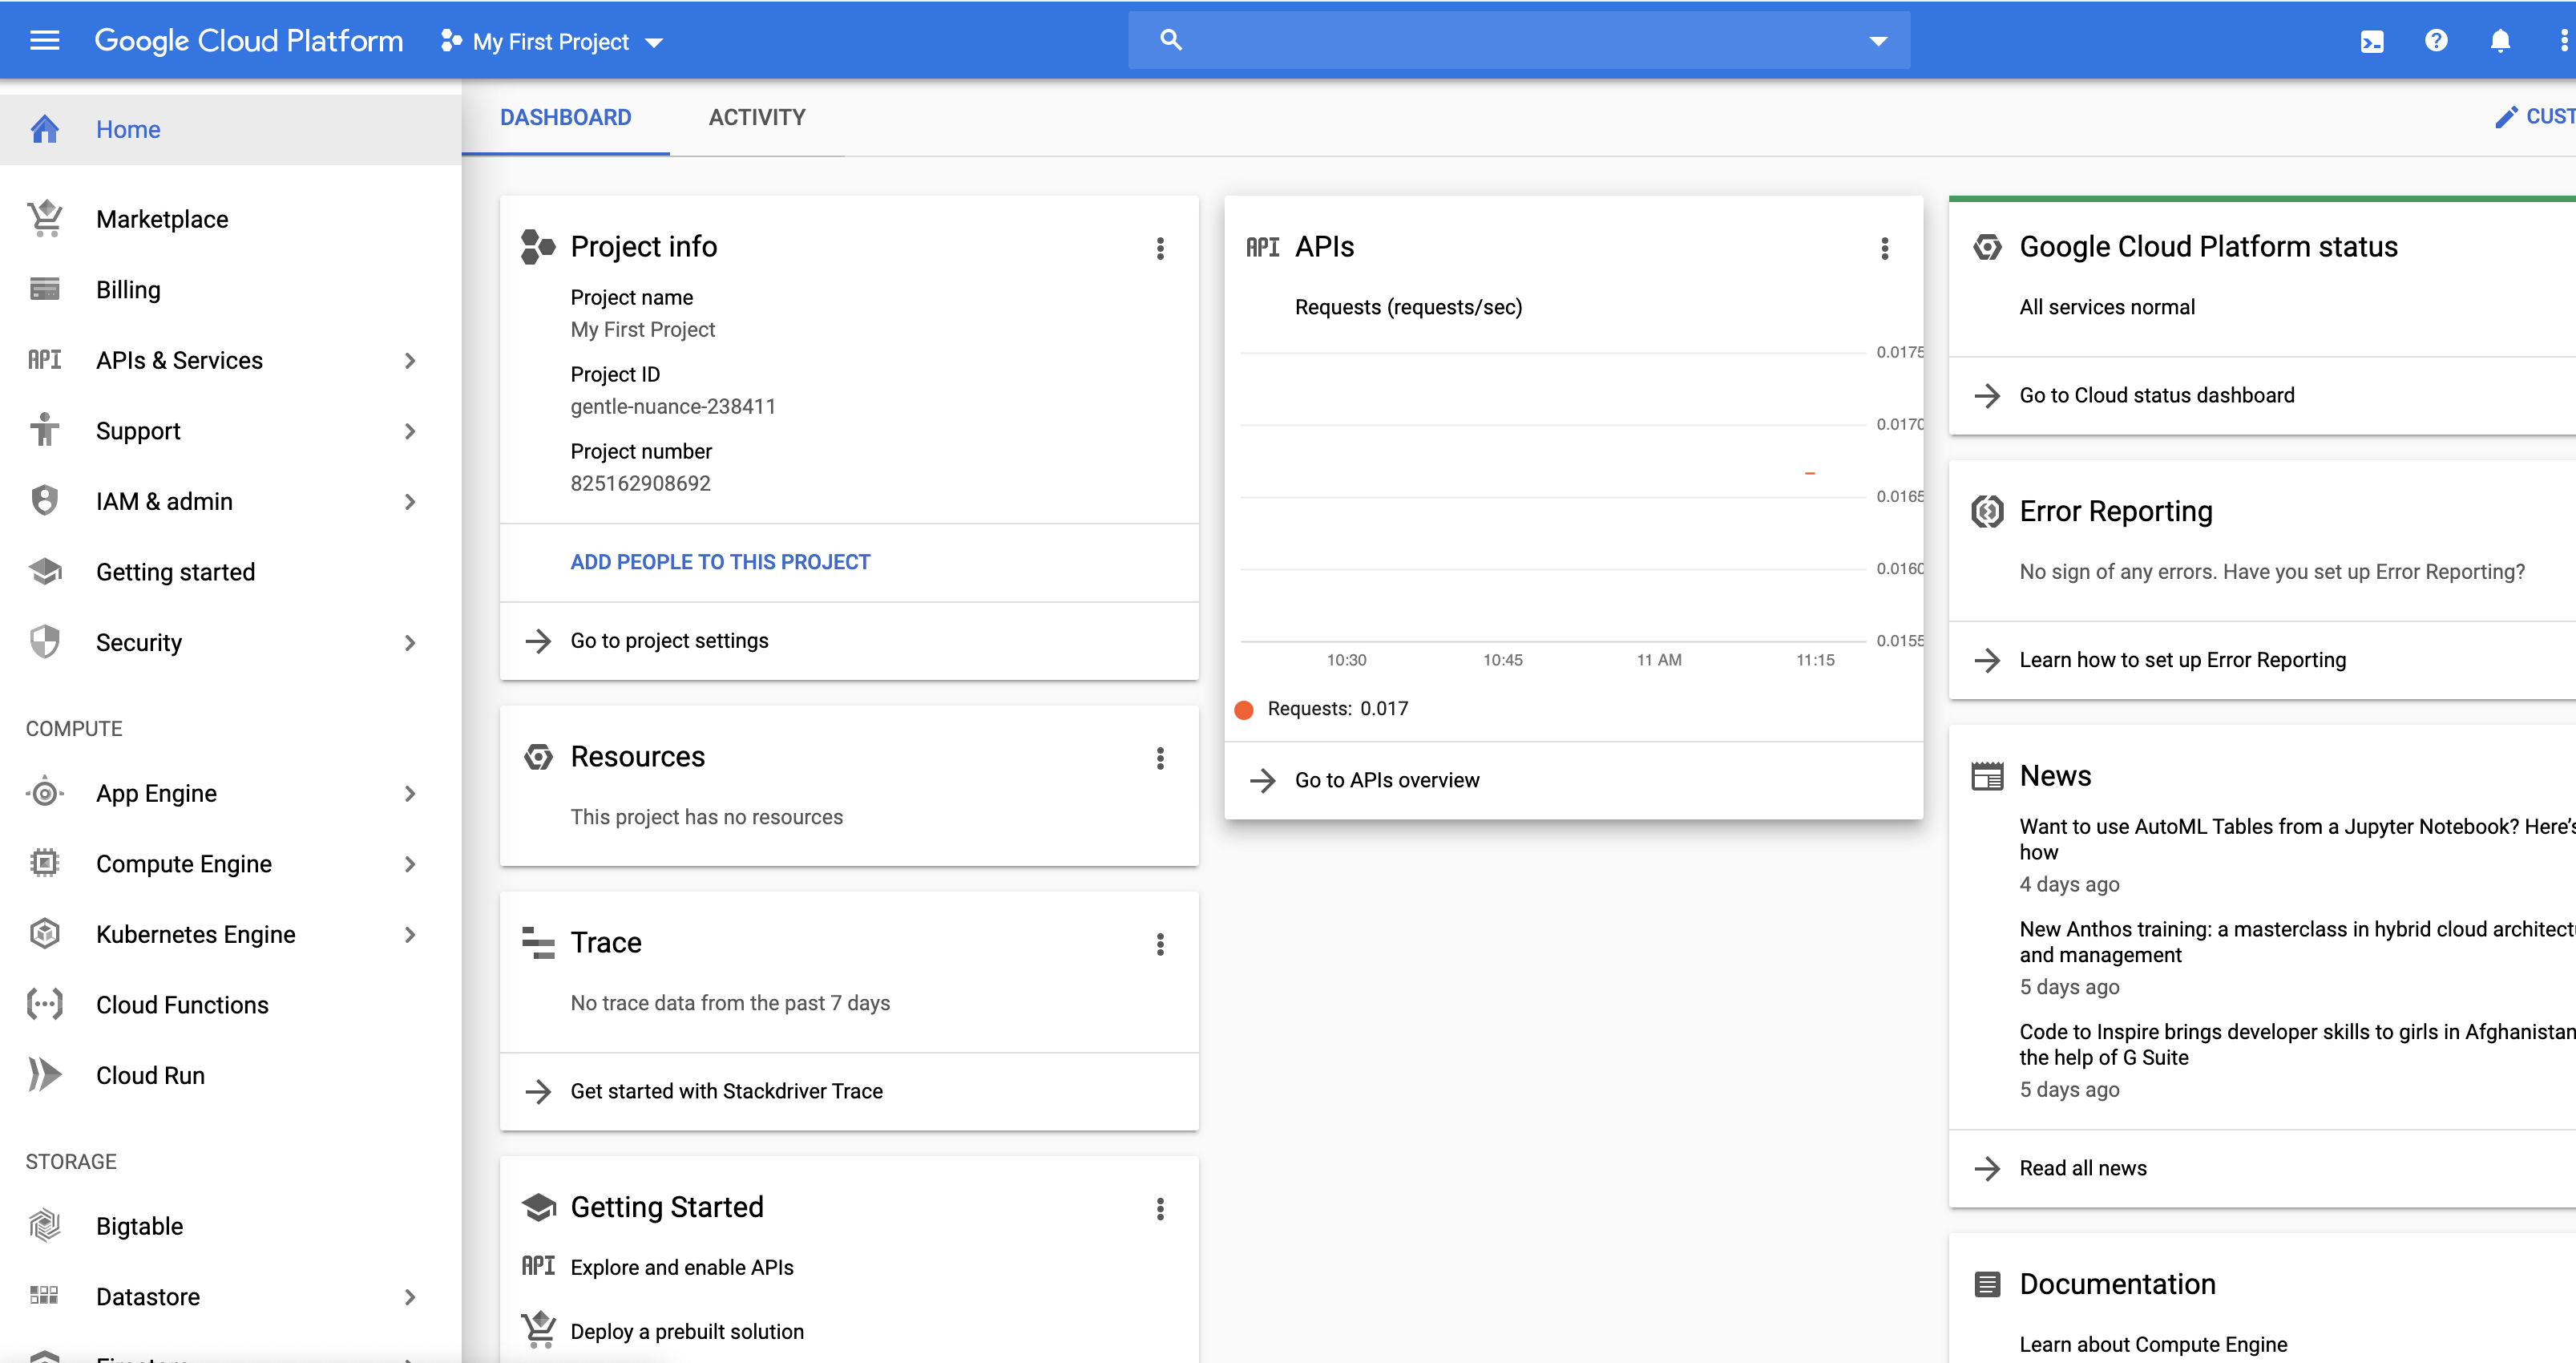 Google Cloud Platform
My First Project
Home
Marketplace
Billing
API APIs & Services
Support
IAM & admin
Getting started
Security
COMPUTE
App Engine
Compute Engine
Kubernetes Engine
Cloud Functions
Cloud Run
STORAGE
Bigtable
Datastore
DASHBOARD
ACTIVITY
CUST
Project info
Project name
My First Project
Project ID
gentle-nuance-238411
Project number
825162908692
ADD PEOPLE TO THIS PROJECT
Go to project settings
Resources
This project has no resources
Trace
No trace data from the past 7 days
Get started with Stackdriver Trace
Getting Started
API Explore and enable APIs
Deploy a prebuilt solution
API APIs
Requests (requests/sec)
0.0175
0.0170
0.0165
0.0160
0.0155
10:30 10:45 11 AM 11:15
Requests: 0.017
Go to APIs overview
Google Cloud Platform status
All services normal
Go to Cloud status dashboard
Error Reporting
No sign of any errors. Have you set up Error Reporting?
Learn how to set up Error Reporting
News
Want to use AutoML Tables from a Jupyter Notebook? Here's
how
4 days ago
New Anthos training: a masterclass in hybrid cloud architectu
and management
5 days ago
Code to Inspire brings developer skills to girls in Afghanistan
the help of G Suite
5 days ago
Read all news
Documentation
Learn about Compute Engine